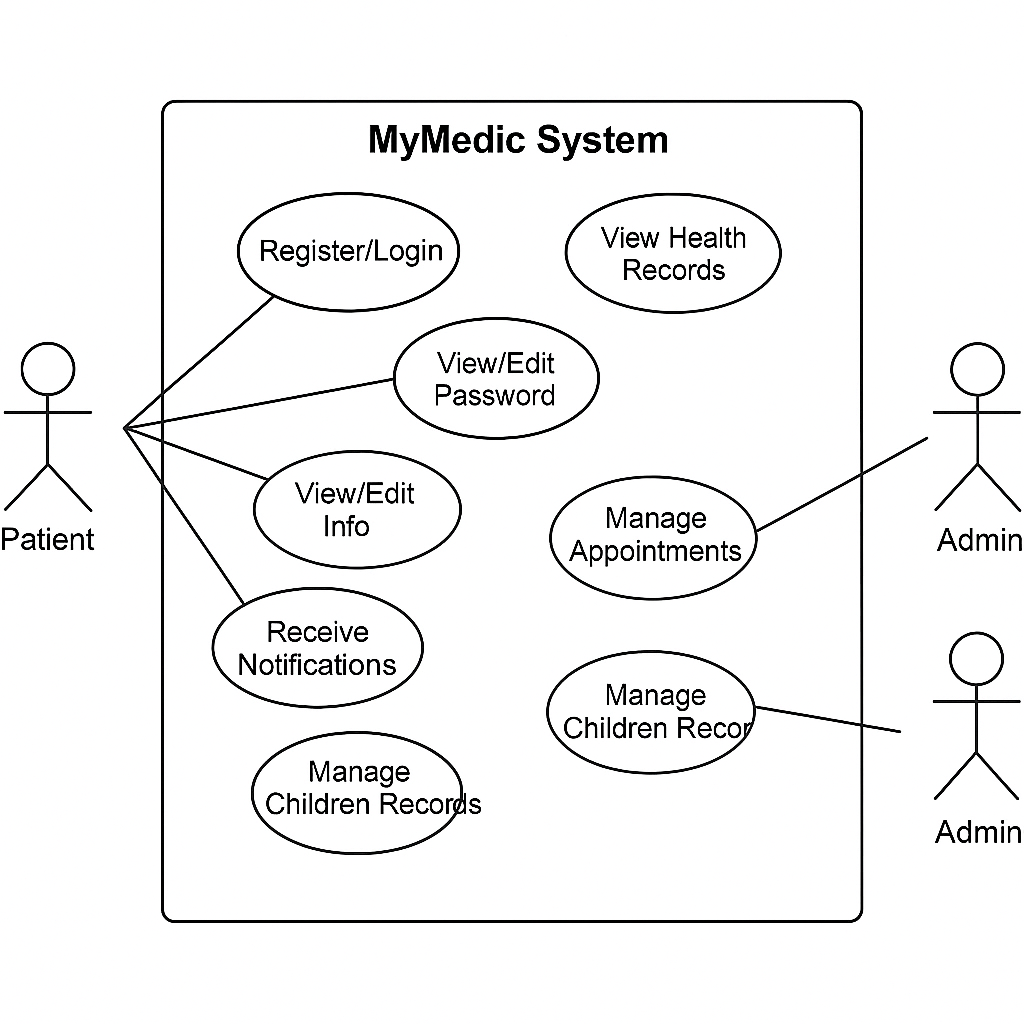 MyMedic System
Register/Login
View Health
Records
View/Edit
Password
View/Edit
Info
Manage
Appointments
Patient
Admin
Receive
Notifications
Manage
Children Recor
Manage
Children Records
Admin